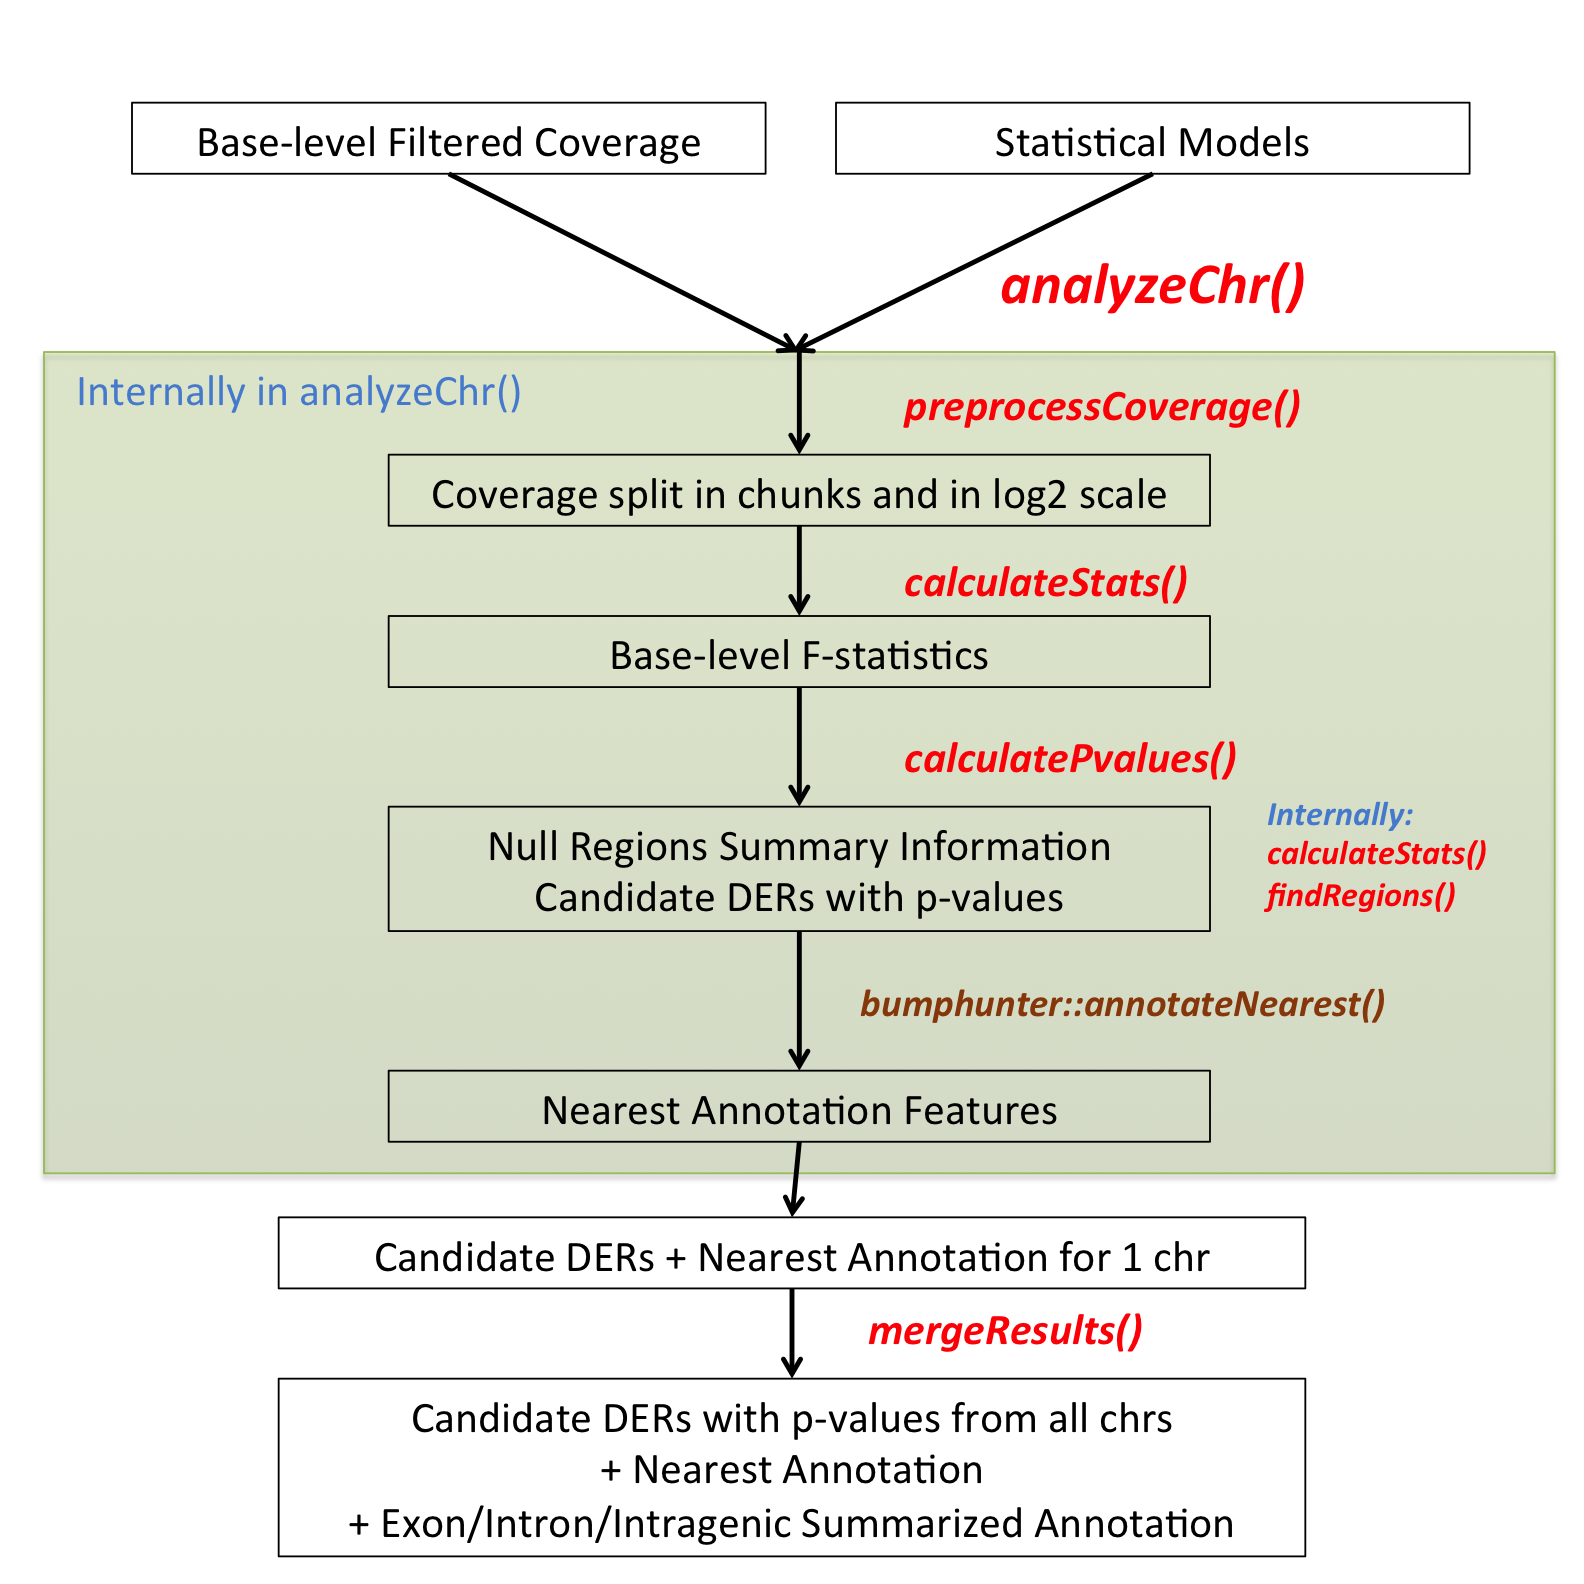 Base-level Filtered Coverage
Statistical Models
analyzeChr()
Internally in analyzeChr()
preprocessCoverage()
Coverage split in chunks and in log2 scale
calculateStats()
Base-level F-statistics
calculatePvalues()
Null Regions Summary Information
Candidate DERs with p-values
Internally:
calculateStats()
findRegions()
bumphunter::annotateNearest()
Nearest Annotation Features
Candidate DERs + Nearest Annotation for 1 chr
mergeResults()
Candidate DERs with p-values from all chrs
+ Nearest Annotation
+ Exon/Intron/Intragenic Summarized Annotation